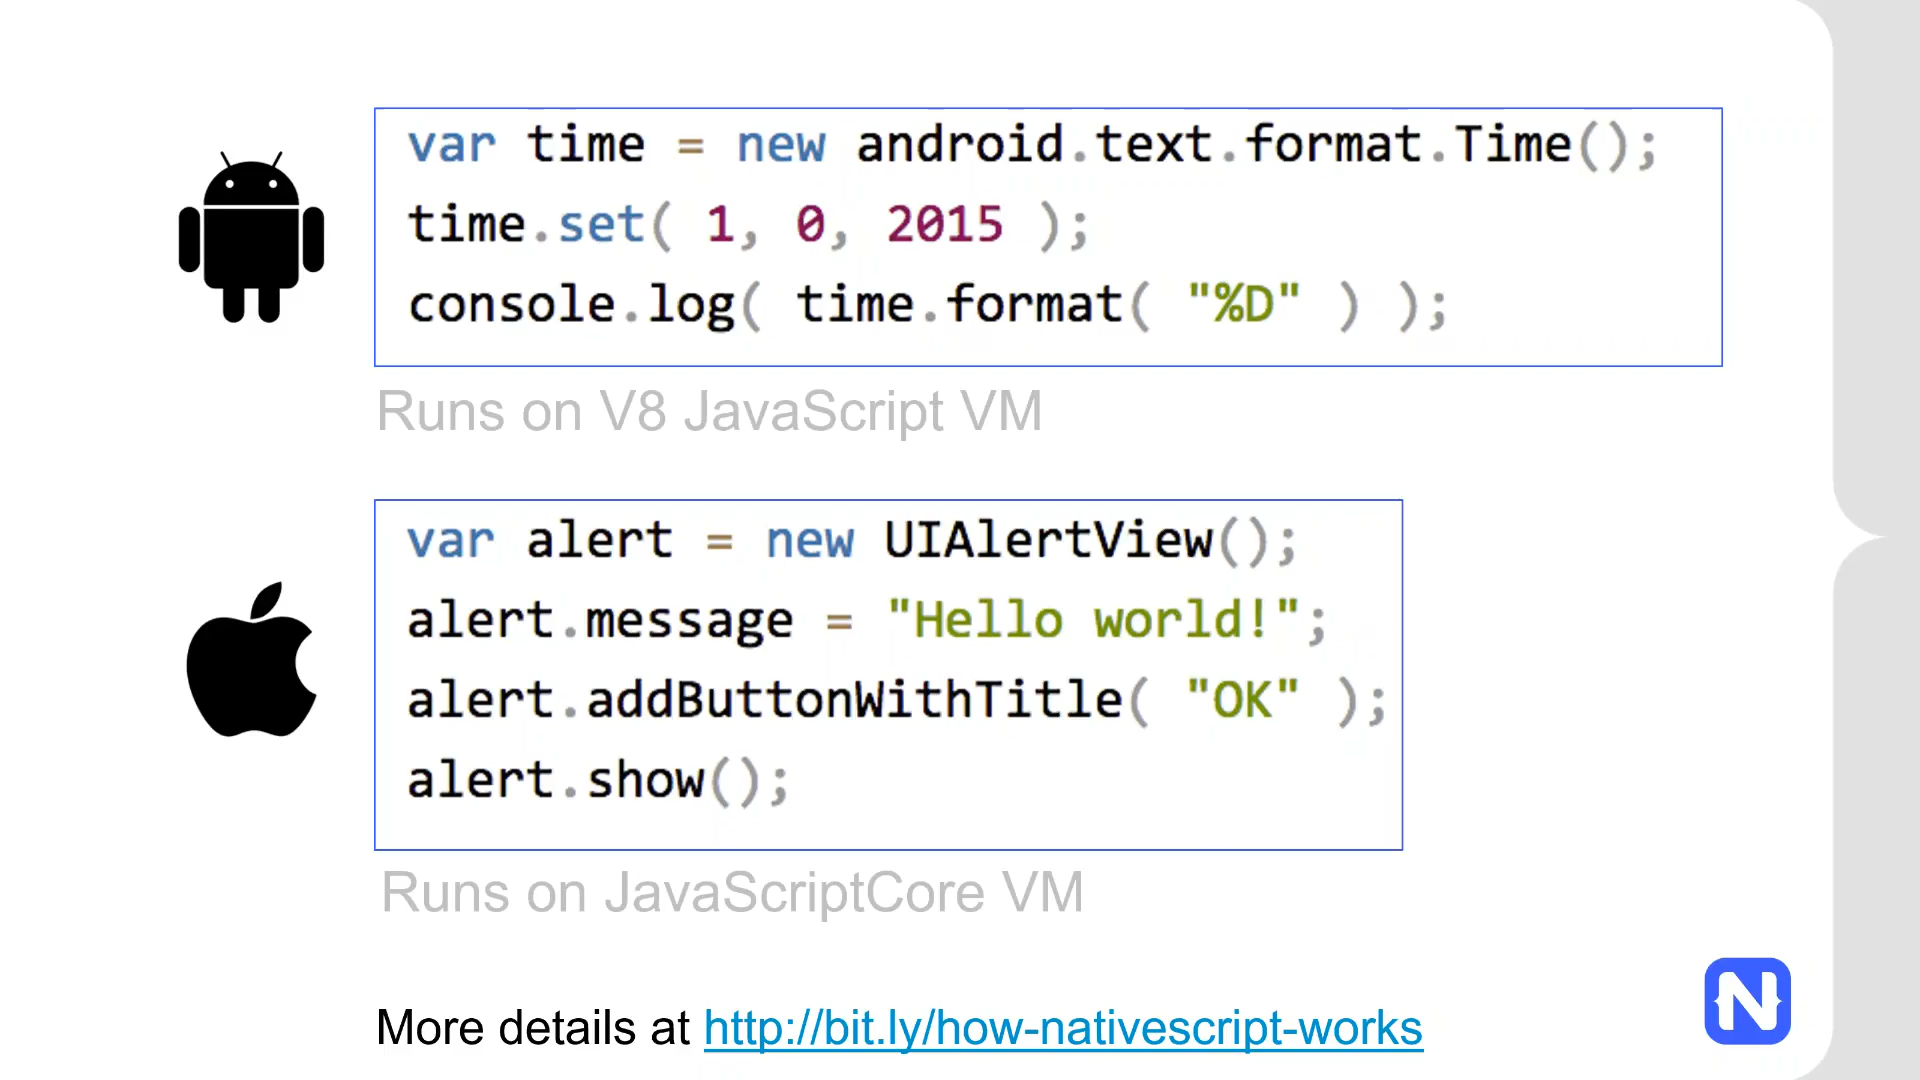 var time = new android.text.format.Time();
time.set( 1, 0, 2015 );
console.log( time.format( "%D" ) );
Runs on V8 JavaScript VM
var alert = new UIAlertView();
alert.message = "Hello world!";
alert.addButtonWithTitle( "OK" );
alert.show();
Runs on JavaScriptCore VM
More details at http://bit.ly/how-nativescript-works
N